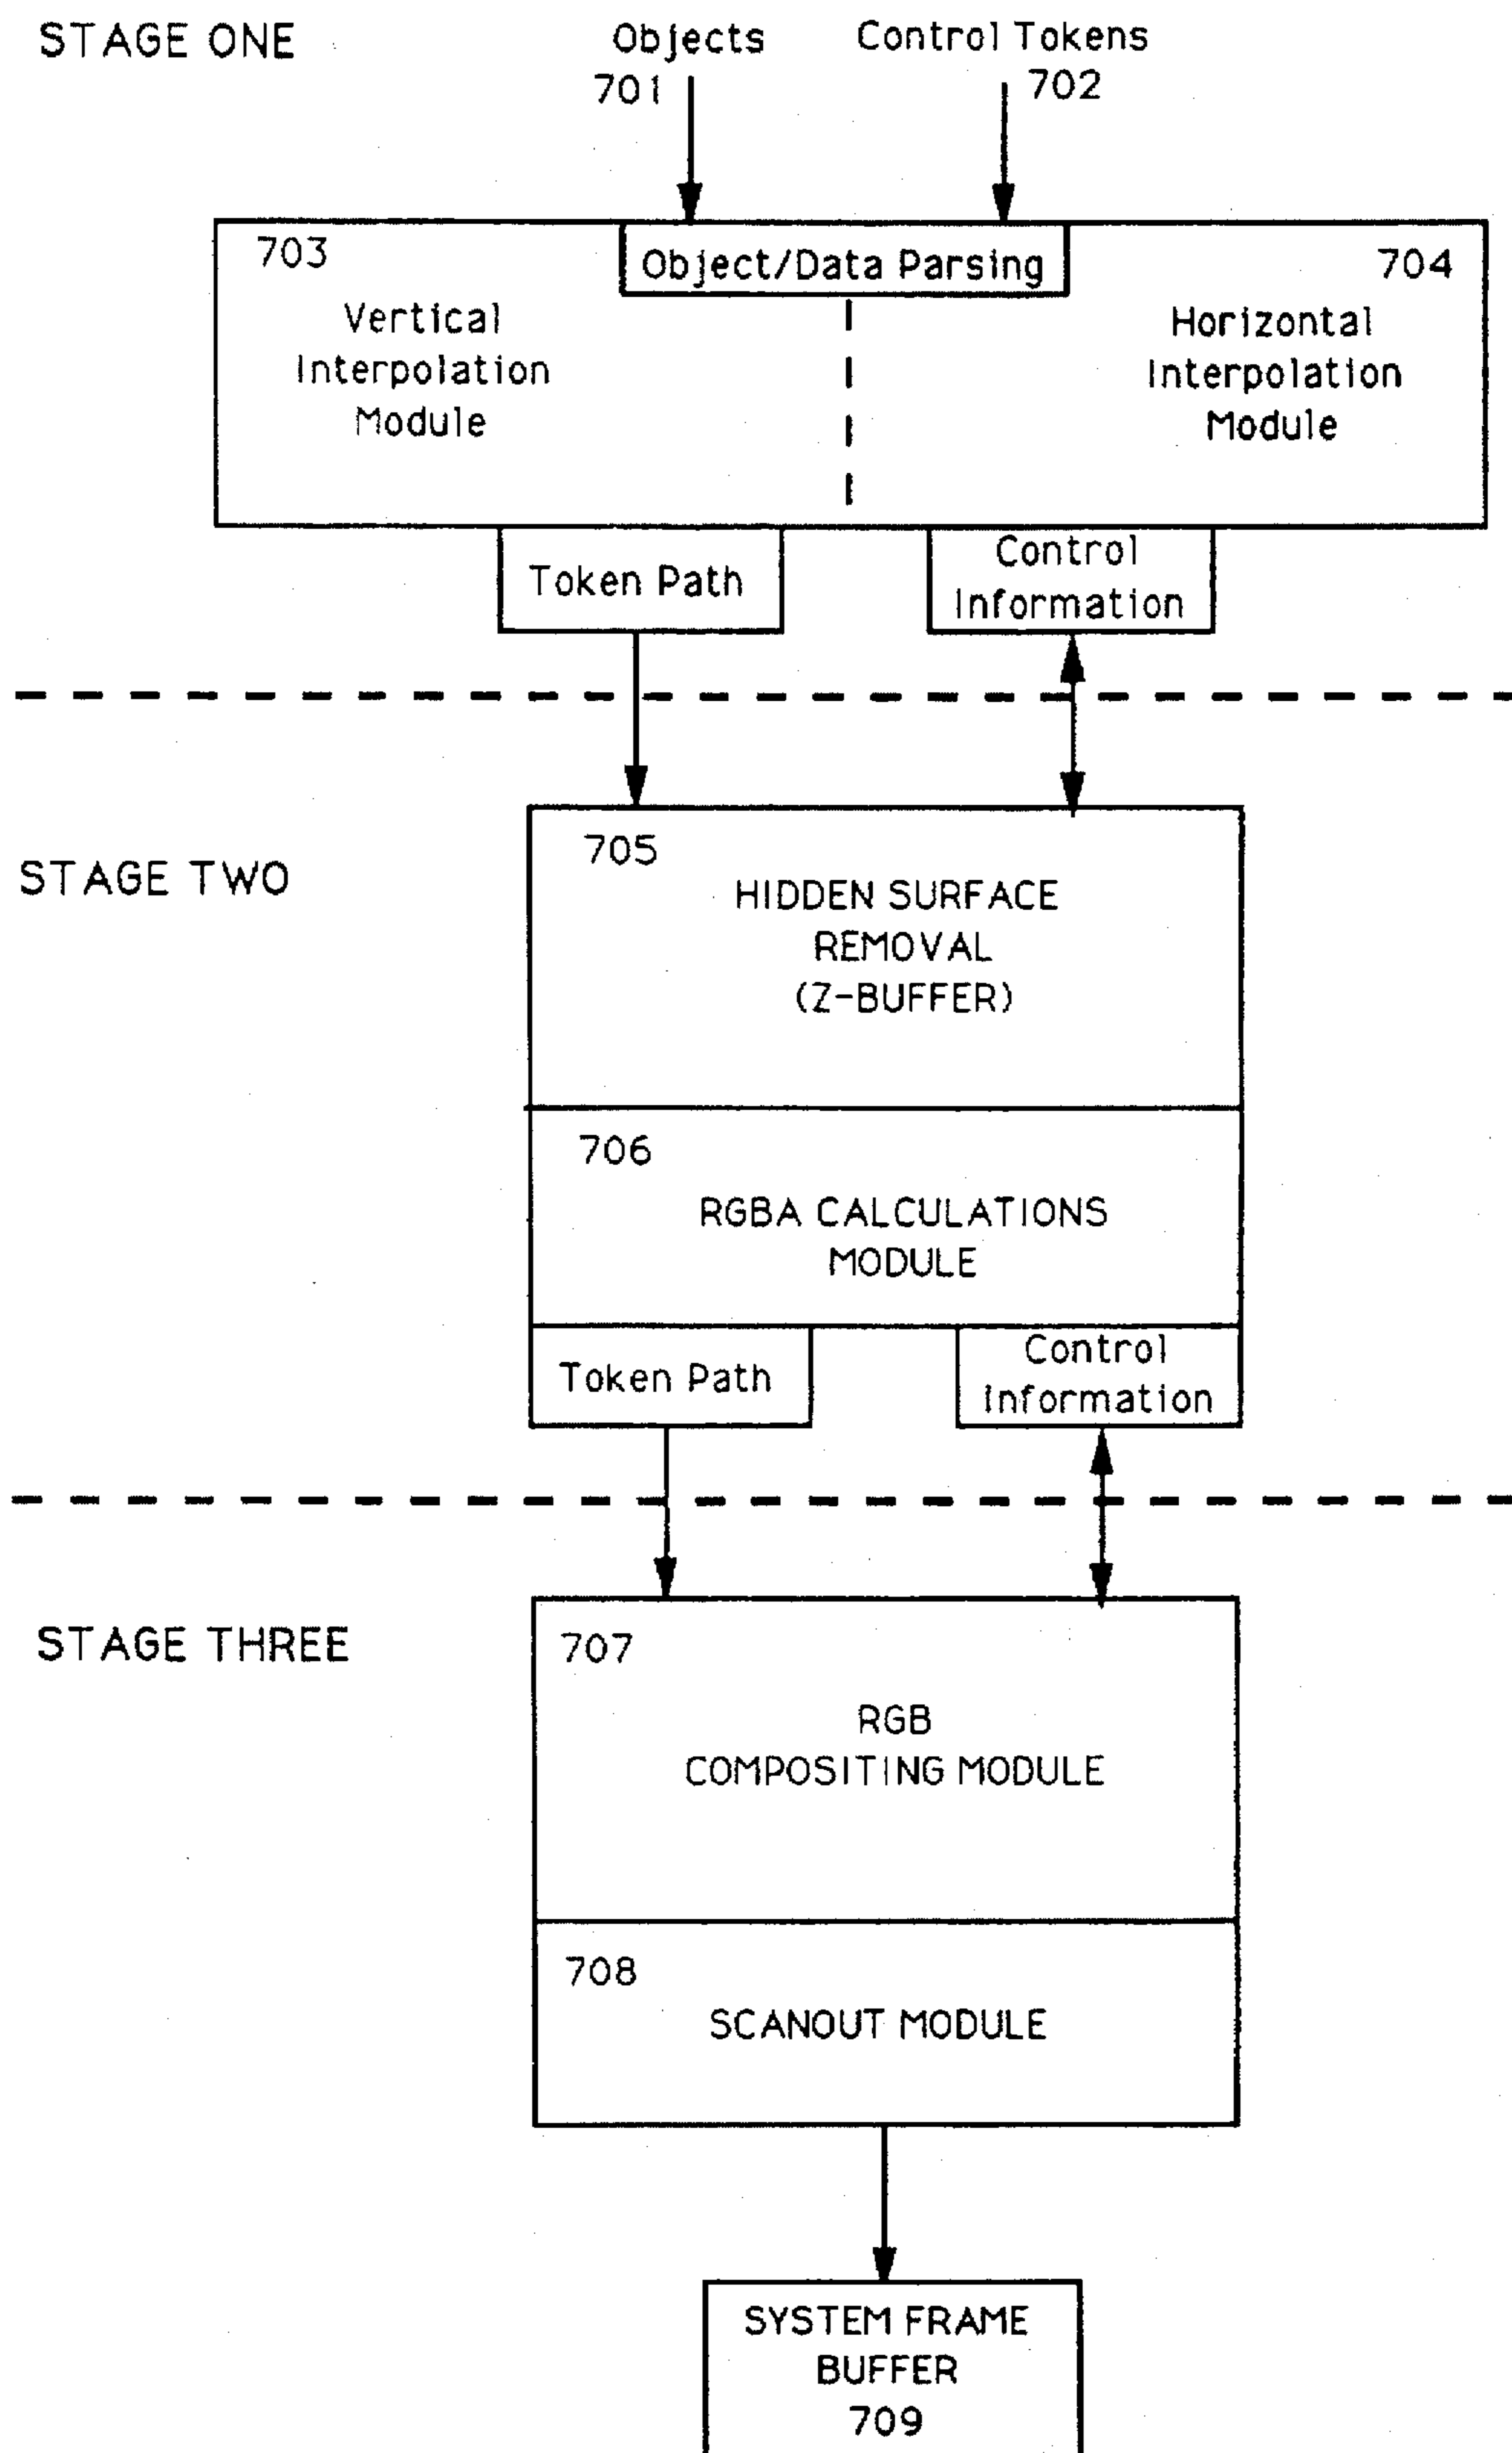 STAGE ONE
Objects
701
Control Tokens
702
703
Object/Data Parsing
704
Vertical
Interpolation
Module
Horizontal
Interpolation
Module
Token Path
Control
Information
STAGE TWO
705
HIDDEN SURFACE
REMOVAL
(Z-BUFFER)
706
RGBA CALCULATIONS
MODULE
Token Path
Control
Information
STAGE THREE
707
RGB
COMPOSITING MODULE
708
SCANOUT MODULE
SYSTEM FRAME
BUFFER
709